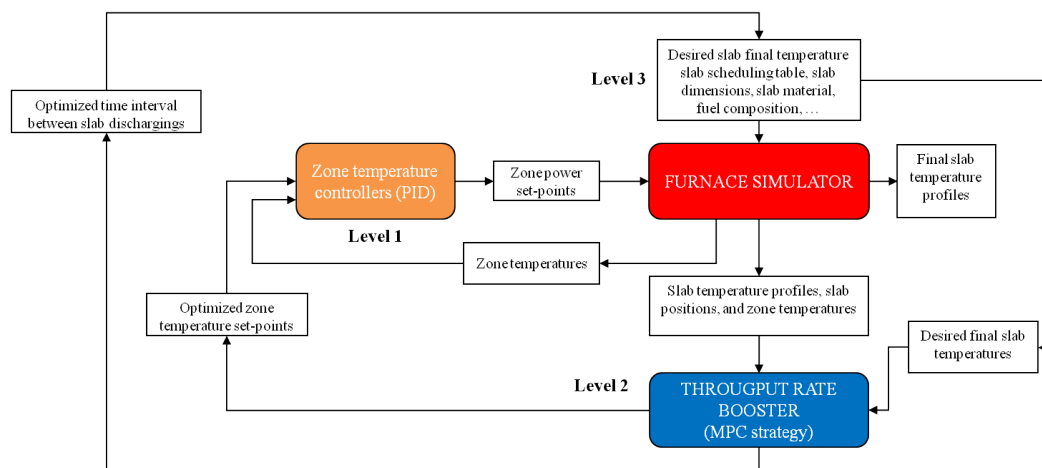 Desired slab final temperature
slab scheduling table, slab
dimensions, slab material,
fuel composition, …
Level 3
Optimized time interval
between slab dischargings
Zone temperature
controllers (PID)
Zone power
set-points
FURNACE SIMULATOR
Final slab
temperature
profiles
Level 1
Zone temperatures
Slab temperature profiles, slab
positions, and zone temperatures
Optimized zone
temperature set-points
Desired final slab
temperatures
Level 2
THROUGPUT RATE
BOOSTER
(MPC strategy)